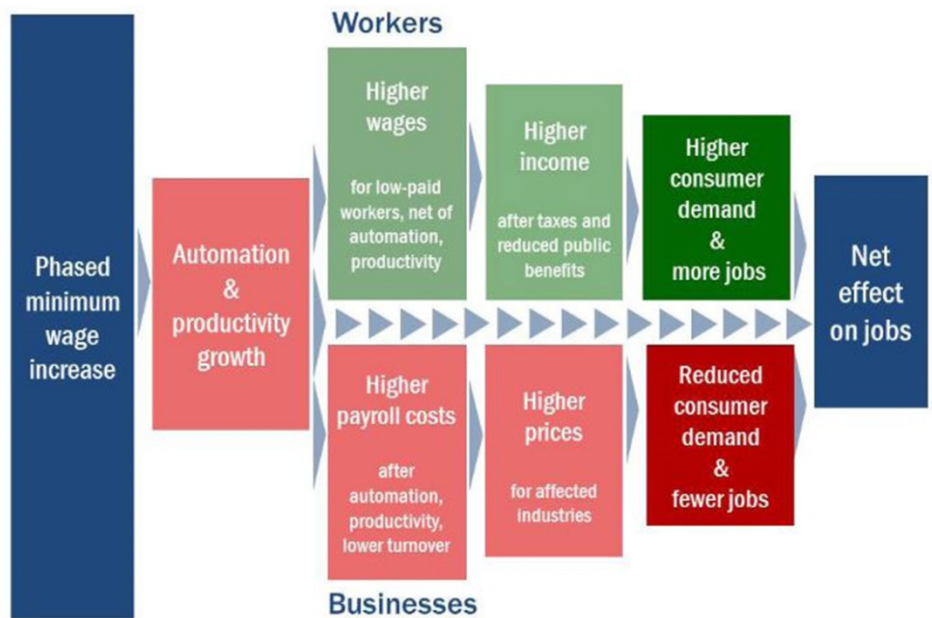 Workers
Phased
minimum
wage
increase
Automation
&
productivity
growth
Higher
wages
for low-paid
workers, net of
automation,
productivity
Higher
income
after taxes and
reduced public
benefits
Higher
consumer
demand
&
more jobs
Higher
payroll costs
after
automation,
productivity,
lower turnover
Higher
prices
for affected
industries
Reduced
consumer
demand
&
fewer jobs
Net
effect
on jobs
Businesses